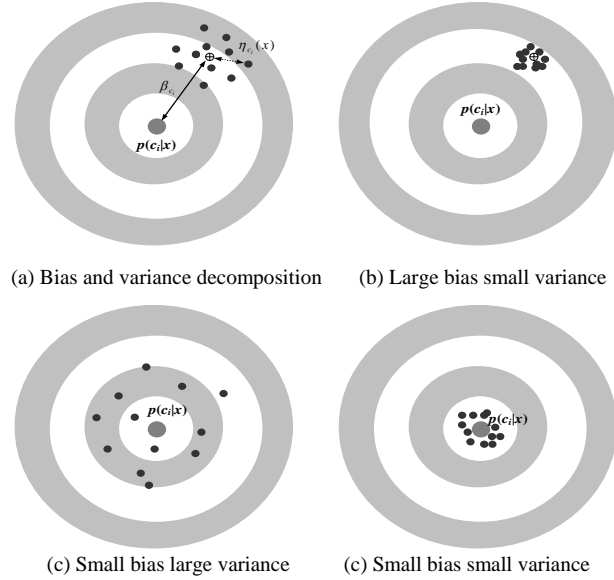 η_{c_i}(x)
β_{c_i}
p(c_i|x)
p(c_i|x)
(a) Bias and variance decomposition
(b) Large bias small variance
p(c_i|x)
p(c_i|x)
(c) Small bias large variance
(c) Small bias small variance